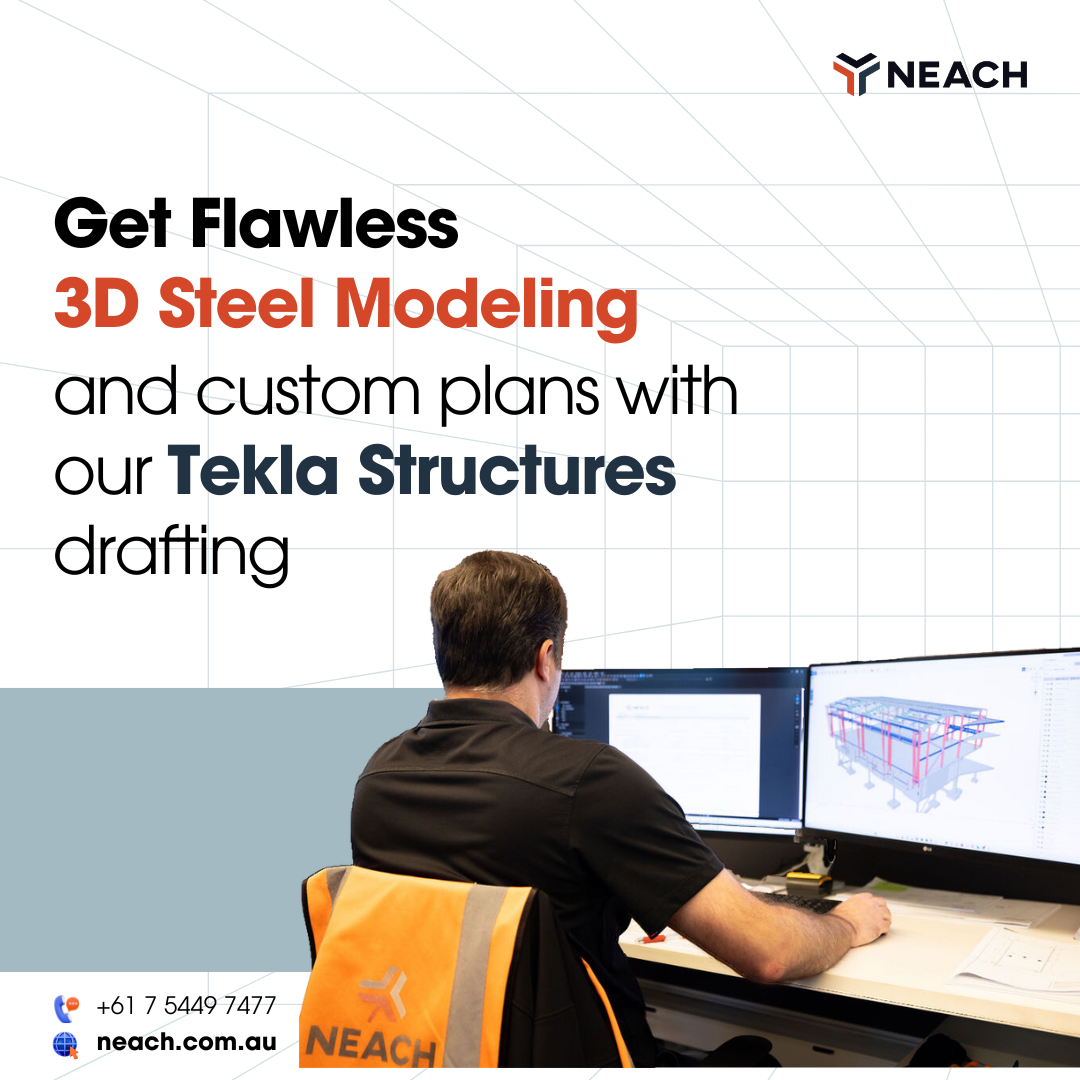 NEACH
Get Flawless
3D Steel Modeling
and custom plans with
our Tekla Structures
drafting
NEACH
+61 7 5449 7477
neach.com.au